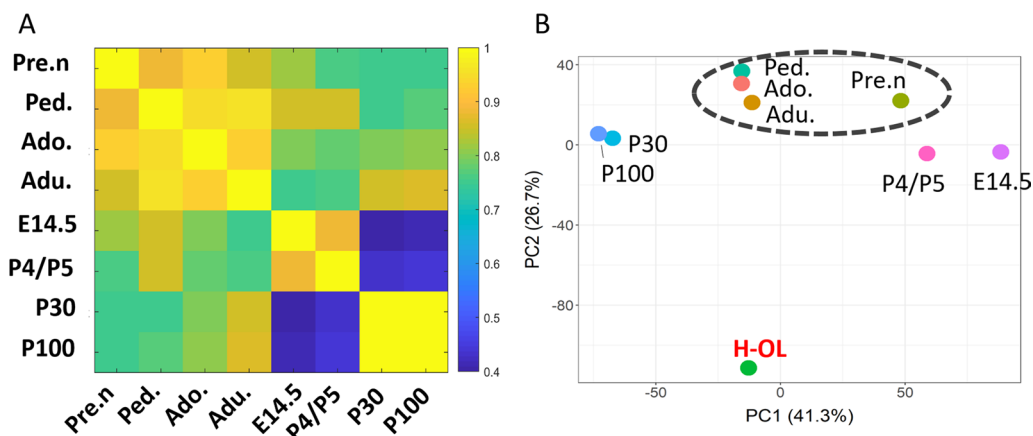 A
Pre.n
Ped.
Ado.
Adu.
E14.5
P4/P5
P30
P100
Pre.n
Ped.
Ado.
Adu.
E14.5
P4/P5
P30
P100
1
0.9
0.8
0.7
0.6
0.5
0.4
B
PC2 (26.7%)
40
0
-40
-80
Ped.
Ado.
Adu.
Pre.n
P30
P100
P4/P5
E14.5
H-OL
-50
0
50
PC1 (41.3%)